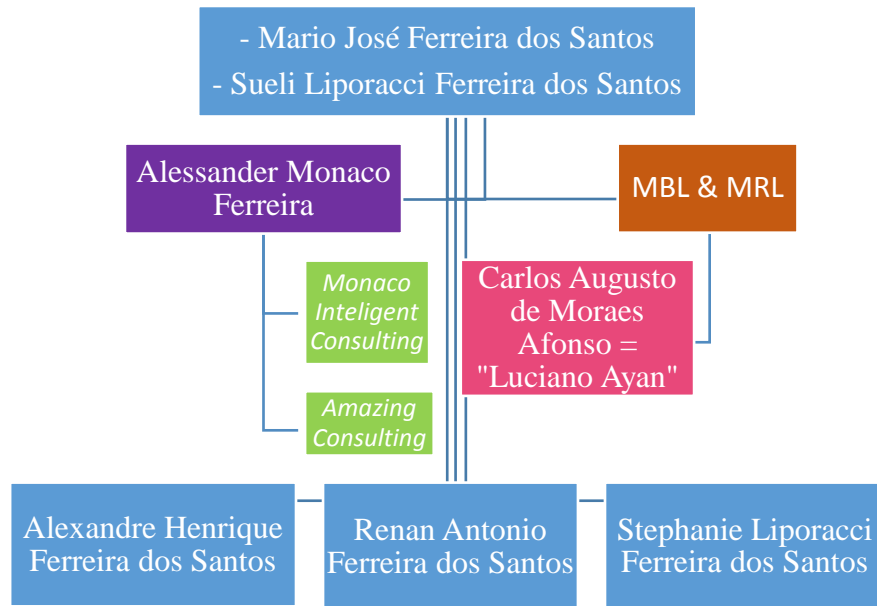 - Mario José Ferreira dos Santos
- Sueli Liporacci Ferreira dos Santos
Alessander Monaco
Ferreira
MBL & MRL
Monaco
Inteligent
Consulting
Carlos Augusto
de Moraes
Afonso =
"Luciano Ayan"
Amazing
Consulting
Alexandre Henrique
Ferreira dos Santos
Renan Antonio
Ferreira dos Santos
Stephanie Liporacci
Ferreira dos Santos